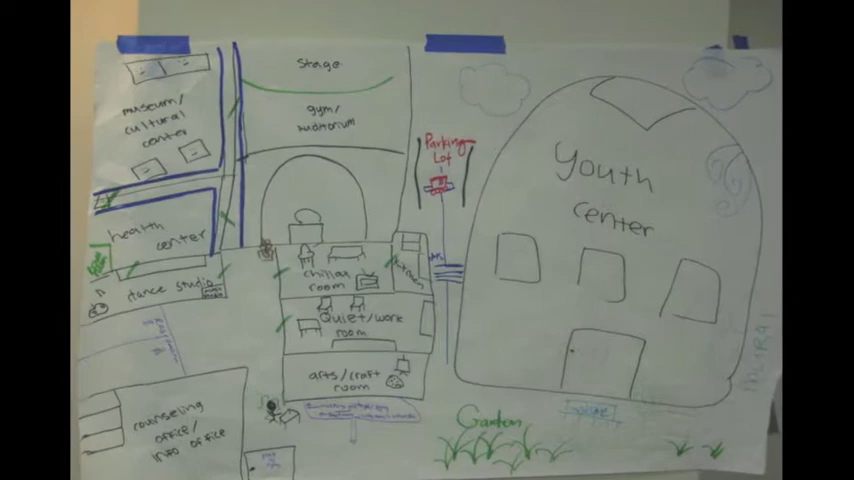 Stage
museum/
cultural
center
gym/
auditorium
Parking
Lot
Youth
center
health
center
chillax
room
kitchen
dance studio
Quiet/work
room
arts/craft
room
counseling
office/
info office
Garden
mural